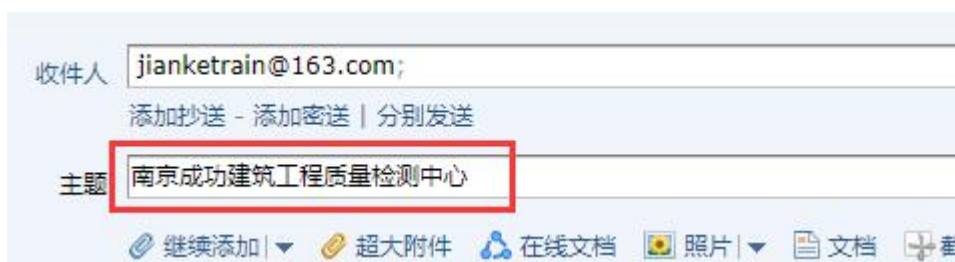 收件人 jianketrain@163.com;
添加抄送 - 添加密送 | 分别发送
主题 南京成功建筑工程质量检测中心
继续添加 | 超大附件 在线文档 照片 | 文档 截